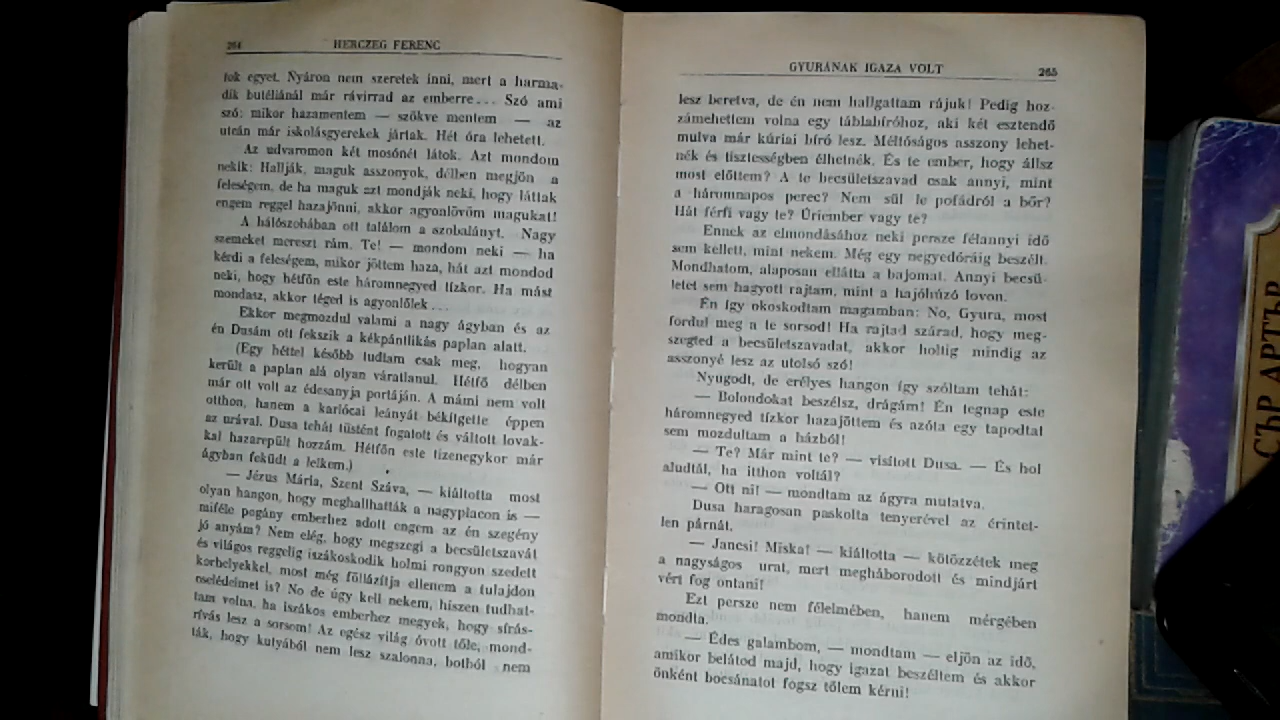 264
HERCZEG FERENC
tok egyet. Nyáron nem szeretek inni, mert a harma-
dik butéliánál már rávirrad az emberre... Szó ami
szó: mikor hazamentem — szökve mentem — az
utcán már iskolásgyerekek jártak. Hét óra lehetett.
Az udvaromon két mosónét látok. Azt mondom
nekik: Hallják, maguk asszonyok, délben megjön a
feleségem, de ha maguk azt mondják neki, hogy láttak
engem reggel hazajönni, akkor agyonlövöm magukat!
A hálószobában ott találom a szobalányt. Nagy
szemeket mereszt rám. Te! — mondom neki — ha
kérdi a feleségem, mikor jöttem haza, hát azt mondod
neki, hogy hétfőn este háromnegyed tízkor. Ha mást
mondasz, akkor téged is agyonlőlek...
Ekkor megmozdul valami a nagy ágyban és az
én Dusám ott fekszik a kékpántlikás paplan alatt.
(Egy héttel később tudtam csak meg, hogyan
került a paplan alá olyan váratlanul. Hétfő délben
már ott volt az édesanyja portáján. A mámi nem volt
otthon, hanem a karlócai leányát békítgette éppen
az urával. Dusa tehát tüstént fogatott és váltott lovak-
kal hazarepült hozzám. Hétfőn este tizenegykor már
ágyban feküdt a lelkem.)
— Jézus Mária, Szent Száva, — kiáltotta most
olyan hangon, hogy meghallhatták a nagypiacon is —
miféle pogány emberhez adott engem az én szegény
jó anyám? Nem elég, hogy megszegi a becsületszavát
és világos reggelig iszákoskodik holmi rongyon szedett
korhelyekkel, most még föllázítja ellenem a tulajdon
cselédeimet is? No de úgy kell nekem, hiszen tudhat-
tam volna, ha iszákos emberhez megyek, hogy sírás-
rívás lesz a sorsom! Az egész világ óvott tőle, mond-
ták, hogy kutyából nem lesz szalonna, botból nem
GYURÁNAK IGAZA VOLT
265
lesz beretva, de én nem hallgattam rájuk! Pedig hoz-
zámehettem volna egy táblabíróhoz, aki két esztendő
mulva már kúriai bíró lesz. Méltóságos asszony lehet-
nék és tisztességben élhetnék. És te ember, hogy állsz
most előttem? A te becsületszavad csak annyi, mint
a háromnapos perec? Nem sül le pofádról a bőr?
Hát férfi vagy te? Úriember vagy te?
Ennek az elmondásához neki persze félannyi idő
sem kellett, mint nekem. Még egy negyedóráig beszélt.
Mondhatom, alaposan ellátta a bajomat. Annyi becsü-
letet sem hagyott rajtam, mint a hajóhúzó lovon.
Én így okoskodtam magamban: No, Gyura, most
fordul meg a te sorsod! Ha rajtad szárad, hogy meg-
szegted a becsületszavadat, akkor holtig mindig az
asszonyé lesz az utolsó szó!
Nyugodt, de erélyes hangon így szóltam tehát:
— Bolondokat beszélsz, drágám! Én tegnap este
háromnegyed tízkor hazajöttem és azóta egy tapodtat
sem mozdultam a házból!
— Te? Már mint te? — visított Dusa. — És hol
aludtál, ha itthon voltál?
— Ott ni! — mondtam az ágyra mutatva.
Dusa haragosan paskolta tenyerével az érintet-
len párnát.
— Jancsi! Miska! — kiáltotta — kötözzétek meg
a nagyságos urat, mert megháborodott és mindjárt
vért fog ontani!
Ezt persze nem félelmében, hanem mérgében
mondta.
— Édes galambom, — mondtam — eljön az idő,
amikor belátod majd, hogy igazat beszéltem és akkor
önként bocsánatot fogsz tőlem kérni!
СЪР АРТЪР